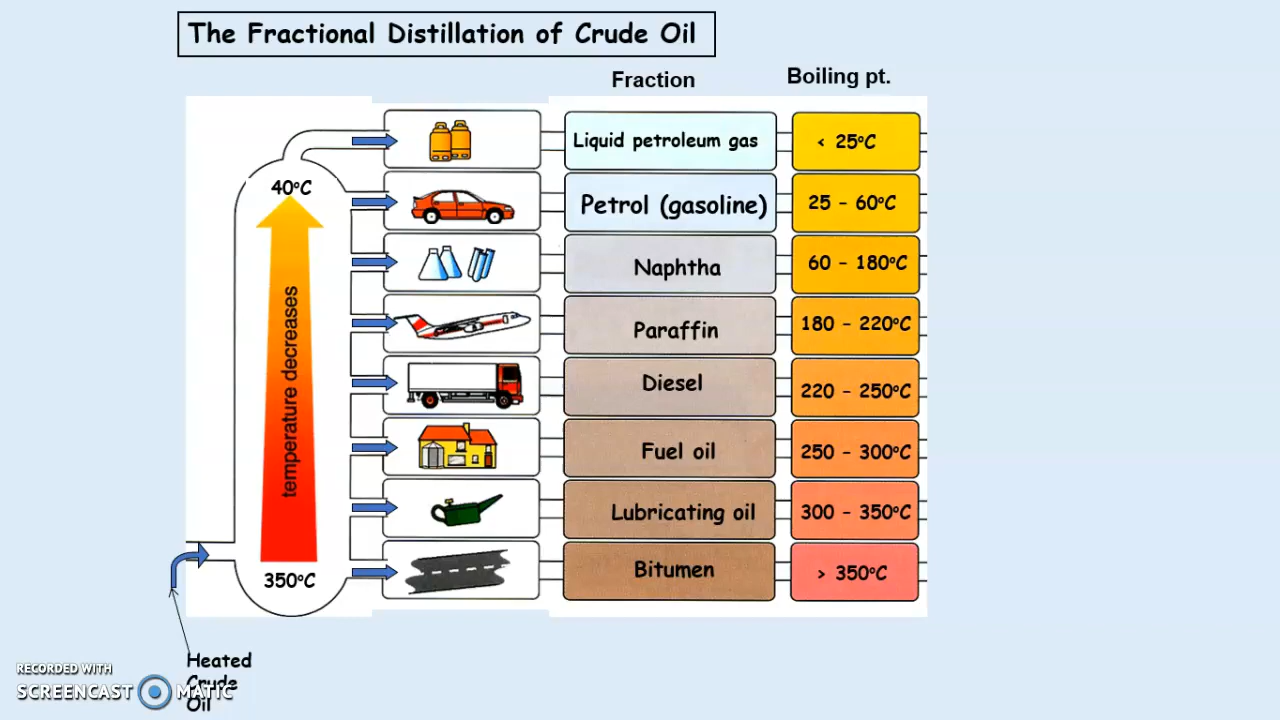 The Fractional Distillation of Crude Oil
Fraction
Boiling pt.
Liquid petroleum gas
< 25°C
40°C
Petrol (gasoline)
25 – 60°C
Naphtha
60 – 180°C
Paraffin
180 – 220°C
temperature decreases
Diesel
220 – 250°C
Fuel oil
250 – 300°C
Lubricating oil
300 – 350°C
Bitumen
> 350°C
350°C
Heated
Crude
Oil
RECORDED WITH
SCREENCAST MATIC